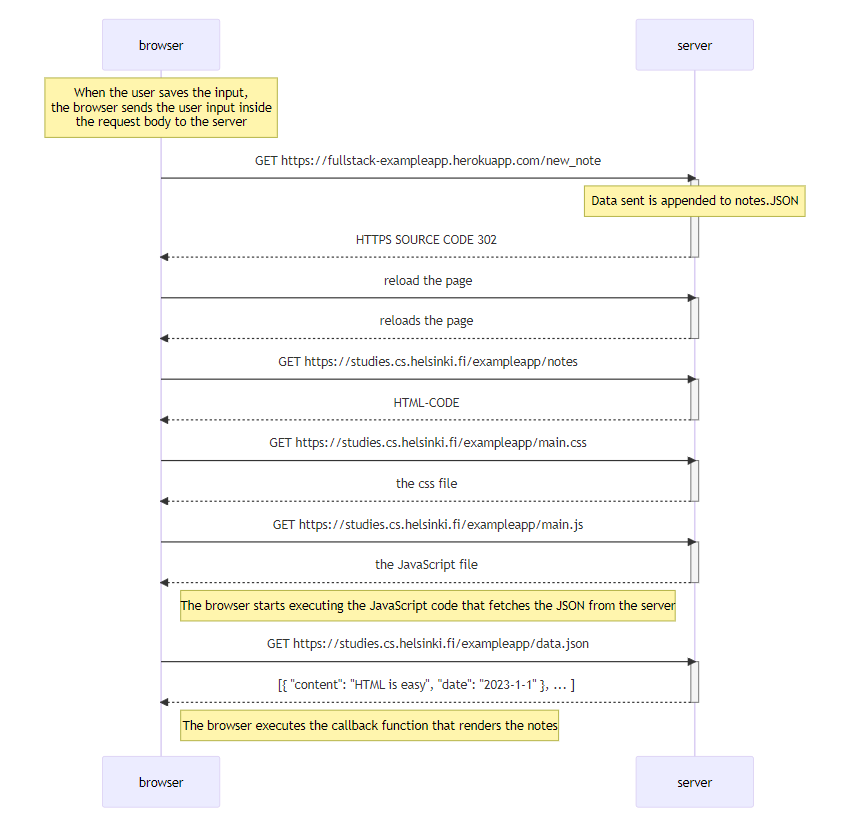 browser
server
When the user saves the input,
the browser sends the user input inside
the request body to the server
GET https://fullstack-exampleapp.herokuapp.com/new_note
Data sent is appended to notes.JSON
HTTPS SOURCE CODE 302
reload the page
reloads the page
GET https://studies.cs.helsinki.fi/exampleapp/notes
HTML-CODE
GET https://studies.cs.helsinki.fi/exampleapp/main.css
the css file
GET https://studies.cs.helsinki.fi/exampleapp/main.js
the JavaScript file
The browser starts executing the JavaScript code that fetches the JSON from the server
GET https://studies.cs.helsinki.fi/exampleapp/data.json
[{ "content": "HTML is easy", "date": "2023-1-1" }, ... ]
The browser executes the callback function that renders the notes
browser
server